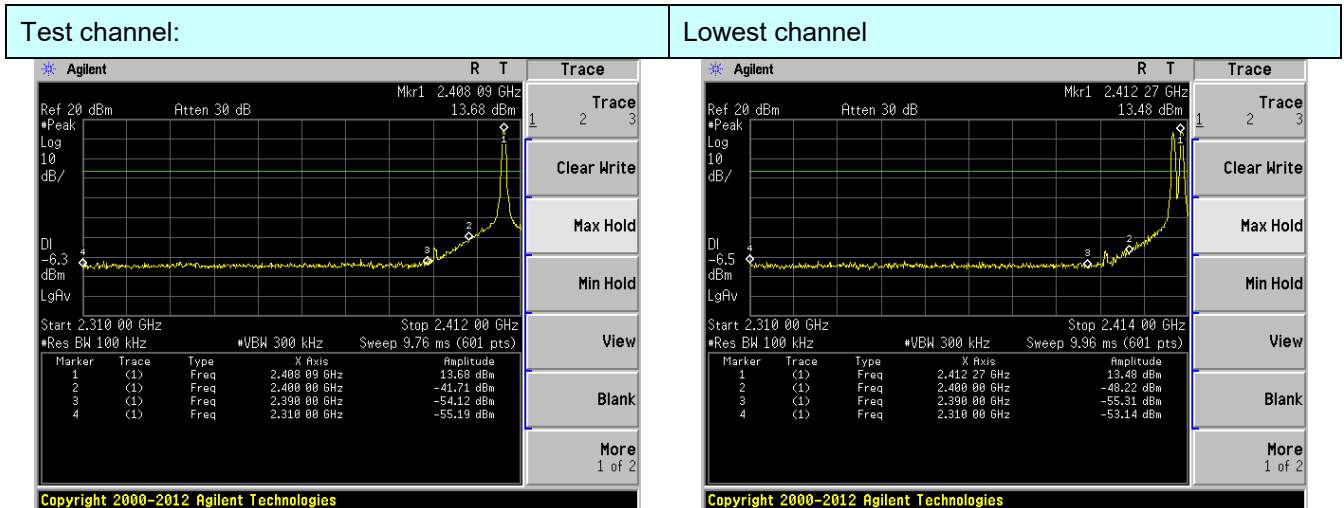 Test channel: Lowest channel
Agilent R T Trace
Mkr1 2.408 09 GHz
Ref 20 dBm Atten 30 dB 13.68 dBm
#Peak
Log
10
dB/
DI
-6.3
dBm
LgAv
1
2
3
4
Start 2.310 00 GHz Stop 2.412 00 GHz
#Res BW 100 kHz #VBW 300 kHz Sweep 9.76 ms (601 pts)
Marker Trace Type X Axis Amplitude
1 (1) Freq 2.408 09 GHz 13.68 dBm
2 (1) Freq 2.400 00 GHz -41.71 dBm
3 (1) Freq 2.390 00 GHz -54.12 dBm
4 (1) Freq 2.310 00 GHz -55.19 dBm
Trace
1 2 3
Clear Write
Max Hold
Min Hold
View
Blank
More
1 of 2
Copyright 2000-2012 Agilent Technologies
Agilent R T Trace
Mkr1 2.412 27 GHz
Ref 20 dBm Atten 30 dB 13.48 dBm
#Peak
Log
10
dB/
DI
-6.5
dBm
LgAv
1
2
3
4
Start 2.310 00 GHz Stop 2.414 00 GHz
#Res BW 100 kHz #VBW 300 kHz Sweep 9.96 ms (601 pts)
Marker Trace Type X Axis Amplitude
1 (1) Freq 2.412 27 GHz 13.48 dBm
2 (1) Freq 2.400 00 GHz -48.22 dBm
3 (1) Freq 2.390 00 GHz -55.31 dBm
4 (1) Freq 2.310 00 GHz -53.14 dBm
Trace
1 2 3
Clear Write
Max Hold
Min Hold
View
Blank
More
1 of 2
Copyright 2000-2012 Agilent Technologies